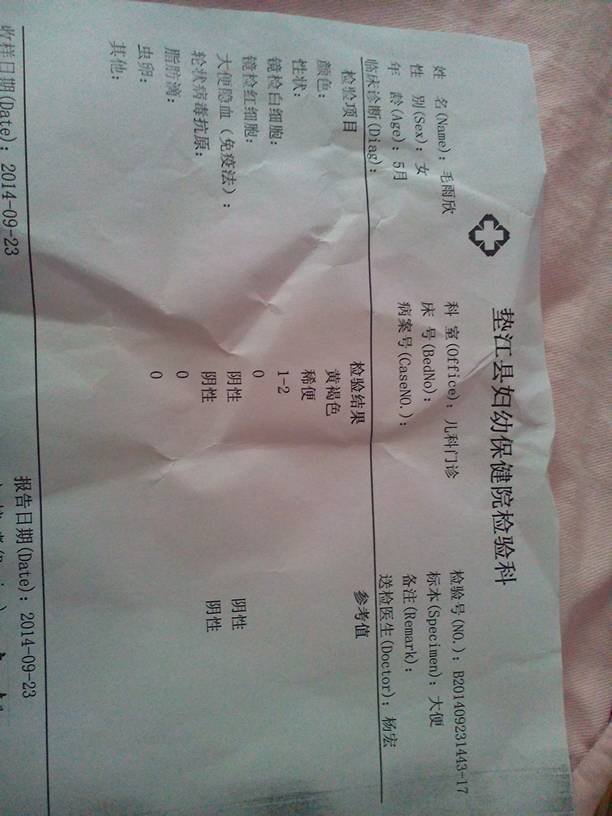 垫江县妇幼保健院检验科
姓 名(Name): 毛雨欣 科 室(Office): 儿科门诊 检验号(NO.): B201409231443-17
性 别(Sex): 女 床 号(BedNo): 标本(Specimen): 大便
年 龄(Age): 5月 病案号(CaseNO.): 备注(Remark):
临床诊断(Diag): 送检医生(Doctor): 杨宏
检验项目 检验结果 参考值
颜色: 黄褐色
性状: 稀便
镜检白细胞: 1-2
镜检红细胞: 0
大便隐血(免疫法): 阴性 阴性
轮状病毒抗原: 阴性 阴性
脂肪滴: 0
虫卵: 0
其他:
收样日期(Date): 2014-09-23 报告日期(Date): 2014-09-23